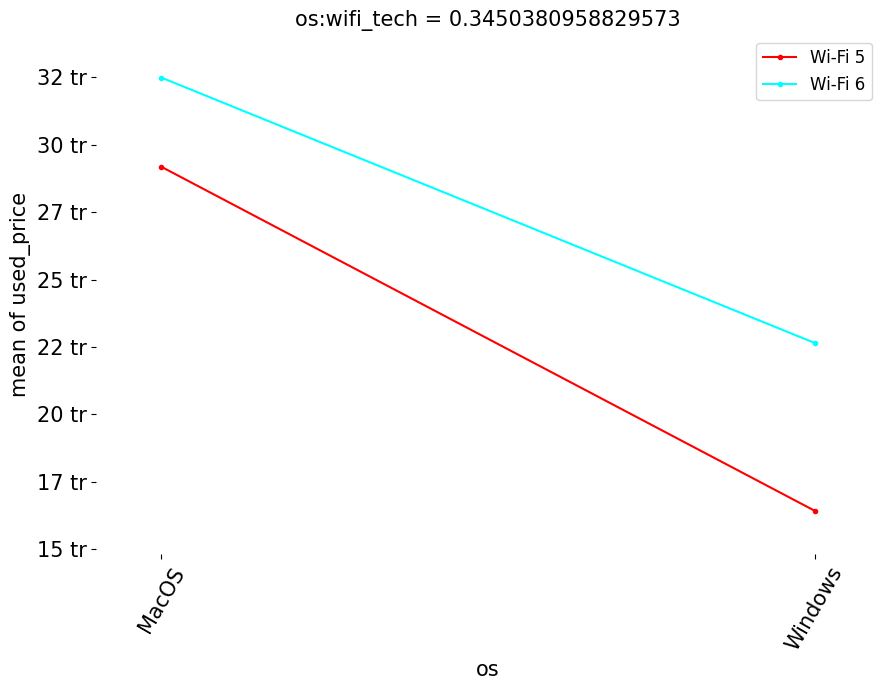 os:wifi_tech = 0.3450380958829573
Wi-Fi 5
Wi-Fi 6
mean of used_price
32 tr
30 tr
27 tr
25 tr
22 tr
20 tr
17 tr
15 tr
MacOS
Windows
os